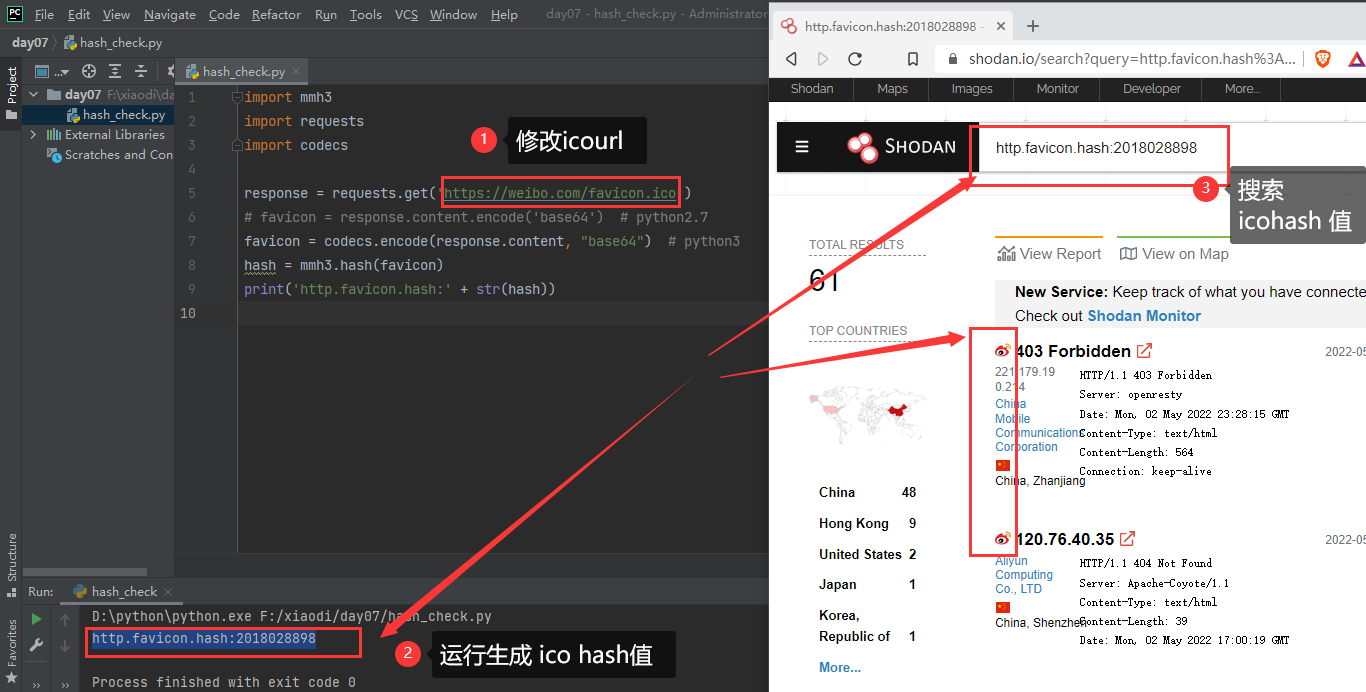 File Edit View Navigate Code Refactor Run Tools VCS Window Help day07 - hash_check.py - Administrator
day07 hash_check.py
Project
hash_check.py
day07 F:\xiaodi\da
hash_check.py
External Libraries
Scratches and Con
1 import mmh3
2 import requests
3 import codecs
4
5 response = requests.get('https://weibo.com/favicon.ico')
6 # favicon = response.content.encode('base64')  # python2.7
7 favicon = codecs.encode(response.content, "base64")  # python3
8 hash = mmh3.hash(favicon)
9 print('http.favicon.hash:' + str(hash))
10
1 修改icourl
Structure
Favorites
Run: hash_check
D:\python\python.exe F:/xiaodi/day07/hash_check.py
http.favicon.hash:2018028898
2 运行生成 ico hash值
Process finished with exit code 0
http.favicon.hash:2018028898 -
shodan.io/search?query=http.favicon.hash%3A...
Shodan Maps Images Monitor Developer More...
SHODAN
http.favicon.hash:2018028898
3 搜索
icohash 值
TOTAL RESULTS
61
View Report View on Map
New Service: Keep track of what you have connecte
Check out Shodan Monitor
TOP COUNTRIES
China 48
Hong Kong 9
United States 2
Japan 1
Korea,
Republic of 1
More...
403 Forbidden 2022-05
221.179.19
0.214
China
Mobile
Communications
Corporation
China, Zhanjiang
HTTP/1.1 403 Forbidden
Server: openresty
Date: Mon, 02 May 2022 23:28:15 GMT
Content-Type: text/html
Content-Length: 564
Connection: keep-alive
120.76.40.35 2022-05
Aliyun
Computing
Co., LTD
China, Shenzhen
HTTP/1.1 404 Not Found
Server: Apache-Coyote/1.1
Content-Type: text/html
Content-Length: 39
Date: Mon, 02 May 2022 17:00:19 GMT